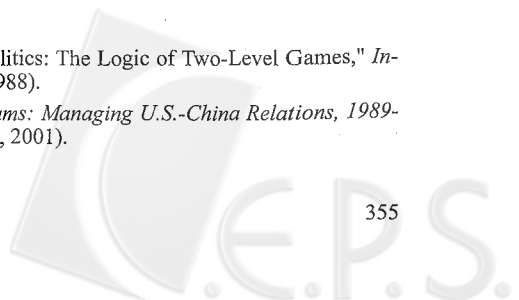 litics: The Logic of Two-Level Games," In-
988).
ms: Managing U.S.-China Relations, 1989-
, 2001).
355
C.E.P.S.